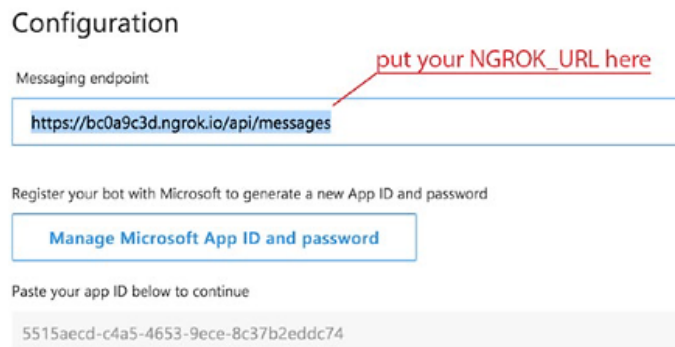 Configuration
put your NGROK_URL here
Messaging endpoint
https://bc0a9c3d.ngrok.io/api/messages
Register your bot with Microsoft to generate a new App ID and password
Manage Microsoft App ID and password
Paste your app ID below to continue
5515aecd-c4a5-4653-9ece-8c37b2eddc74